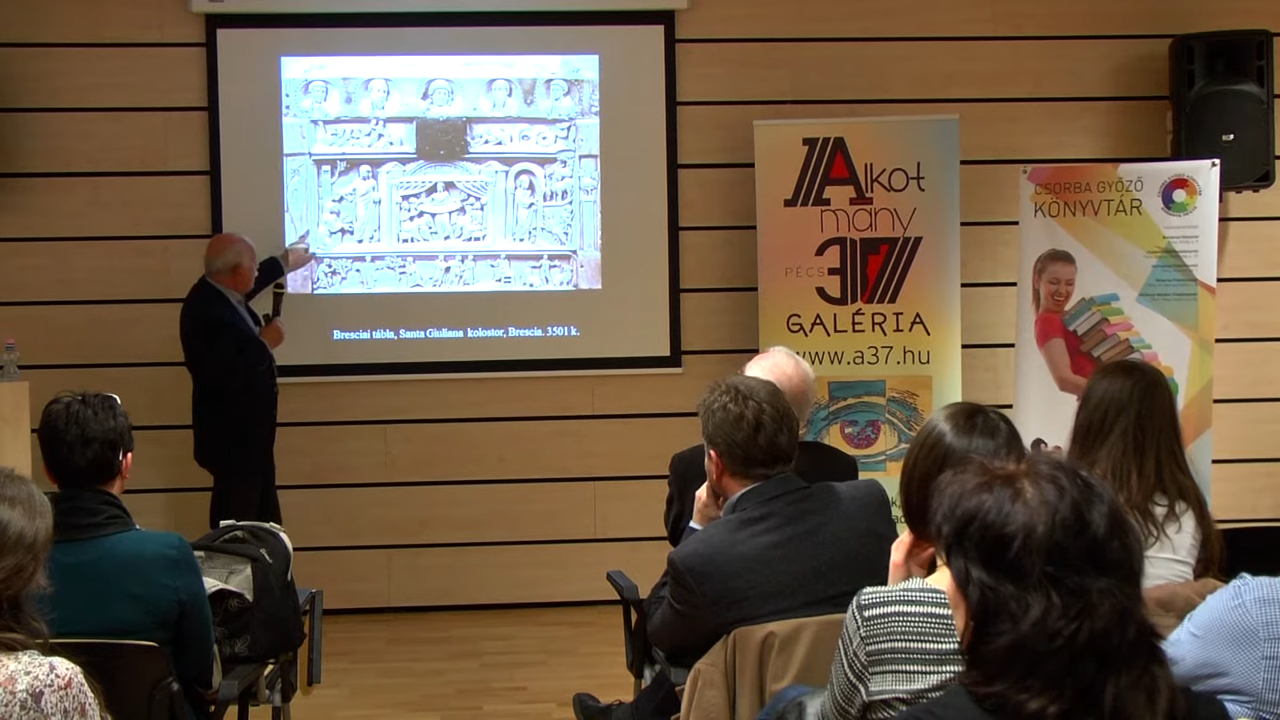 Bresciai tábla, Santa Giuliana kolostor, Brescia. 3501 k.
Alkot
mány
PÉCS 37
GALÉRIA
www.a37.hu
CSORBA GYŐZŐ
KÖNYVTÁR